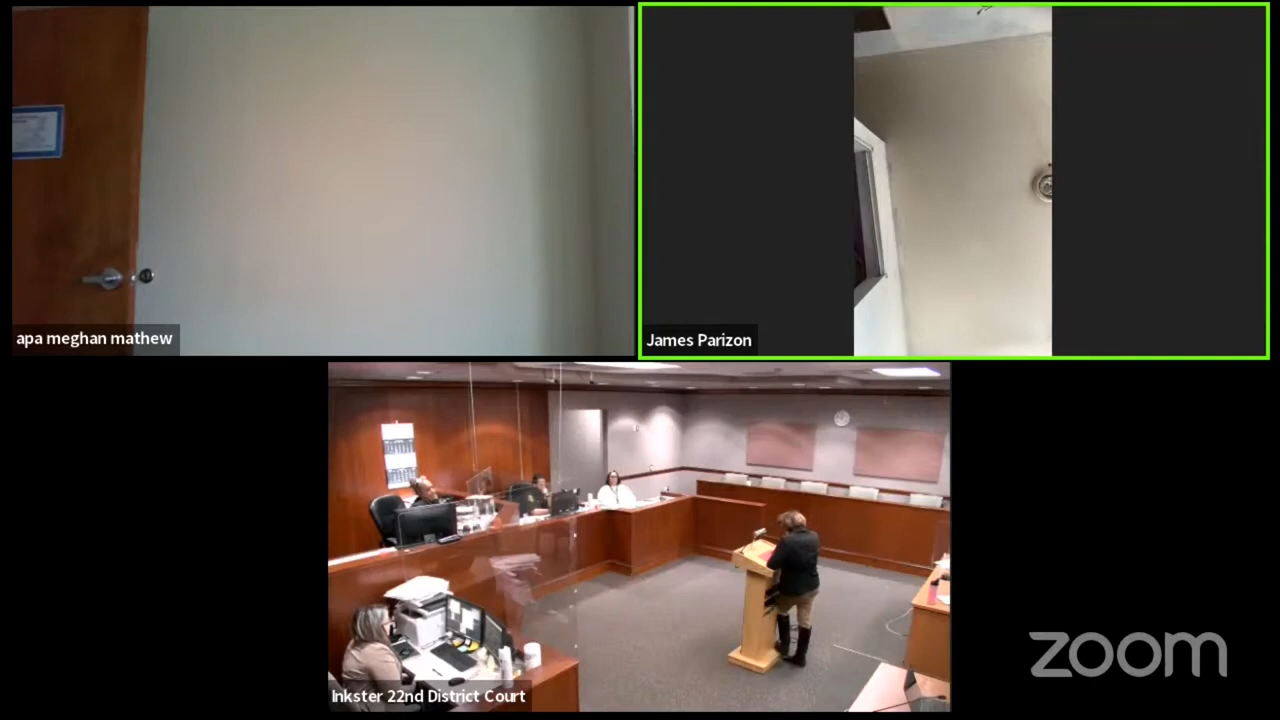 apa meghan mathew
James Parizon
Inkster 22nd District Court
zoom